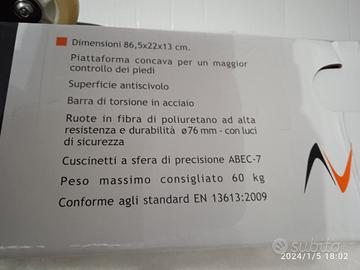 Dimensioni 86,5x22x13 cm.
Piattaforma concava per un maggior
controllo dei piedi
Superficie antiscivolo
Barra di torsione in acciaio
Ruote in fibra di poliuretano ad alta
resistenza e durabilità ø76 mm - con luci
di sicurezza
Cuscinetti a sfera di precisione ABEC-7
Peso massimo consigliato 60 kg
Conforme agli standard EN 13613:2009
subito
2024/1/5 18:02